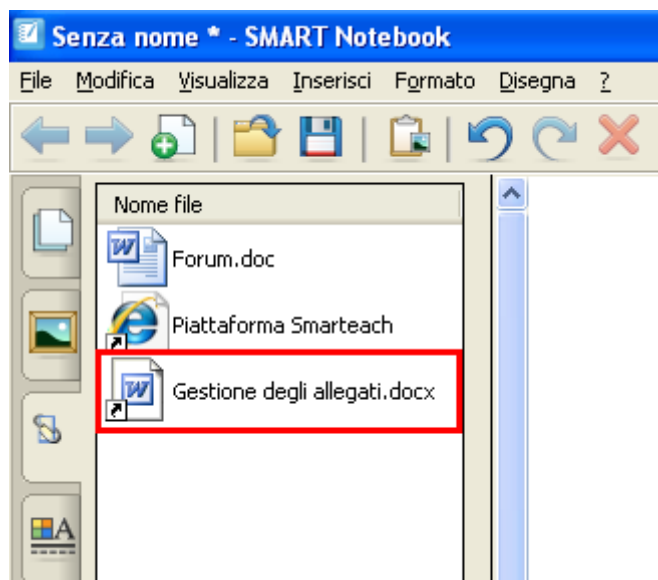 Senza nome * - SMART Notebook
File Modifica Visualizza Inserisci Formato Disegna ?
Nome file
Forum.doc
Piattaforma Smarteach
Gestione degli allegati.docx